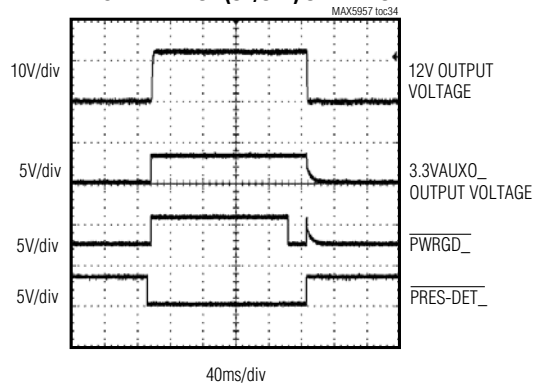 MAX5957 toc34
10V/div
12V OUTPUT
VOLTAGE
5V/div
3.3VAUXO_
OUTPUT VOLTAGE
5V/div
PWRGD_
5V/div
PRES-DET_
40ms/div